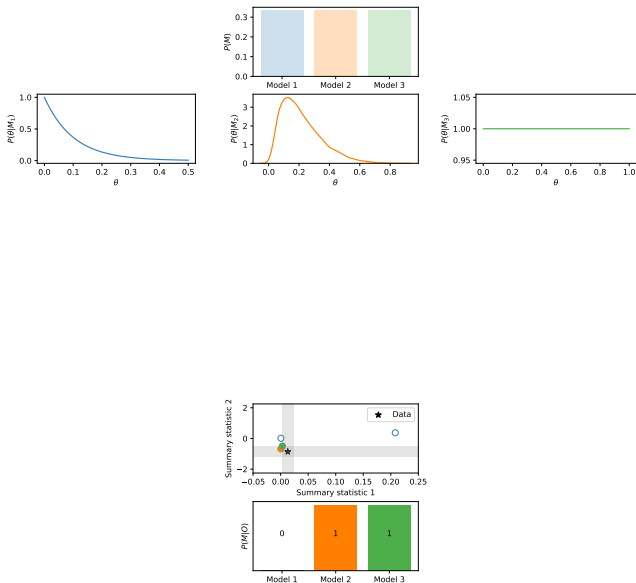 0.3
0.2
0.1
0.0
P(M)
Model 1 Model 2 Model 3
1.0
0.5
0.0
P(θ|M₁)
0.0 0.1 0.2 0.3 0.4 0.5
θ
3
2
1
0
P(θ|M₂)
0.0 0.2 0.4 0.6 0.8
θ
1.05
1.00
0.95
P(θ|M₃)
0.0 0.2 0.4 0.6 0.8 1.0
θ
2
0
−2
Summary statistic 2
Data
−0.05 0.00 0.05 0.10 0.15 0.20 0.25
Summary statistic 1
P(M|O)
0 1 1
Model 1 Model 2 Model 3